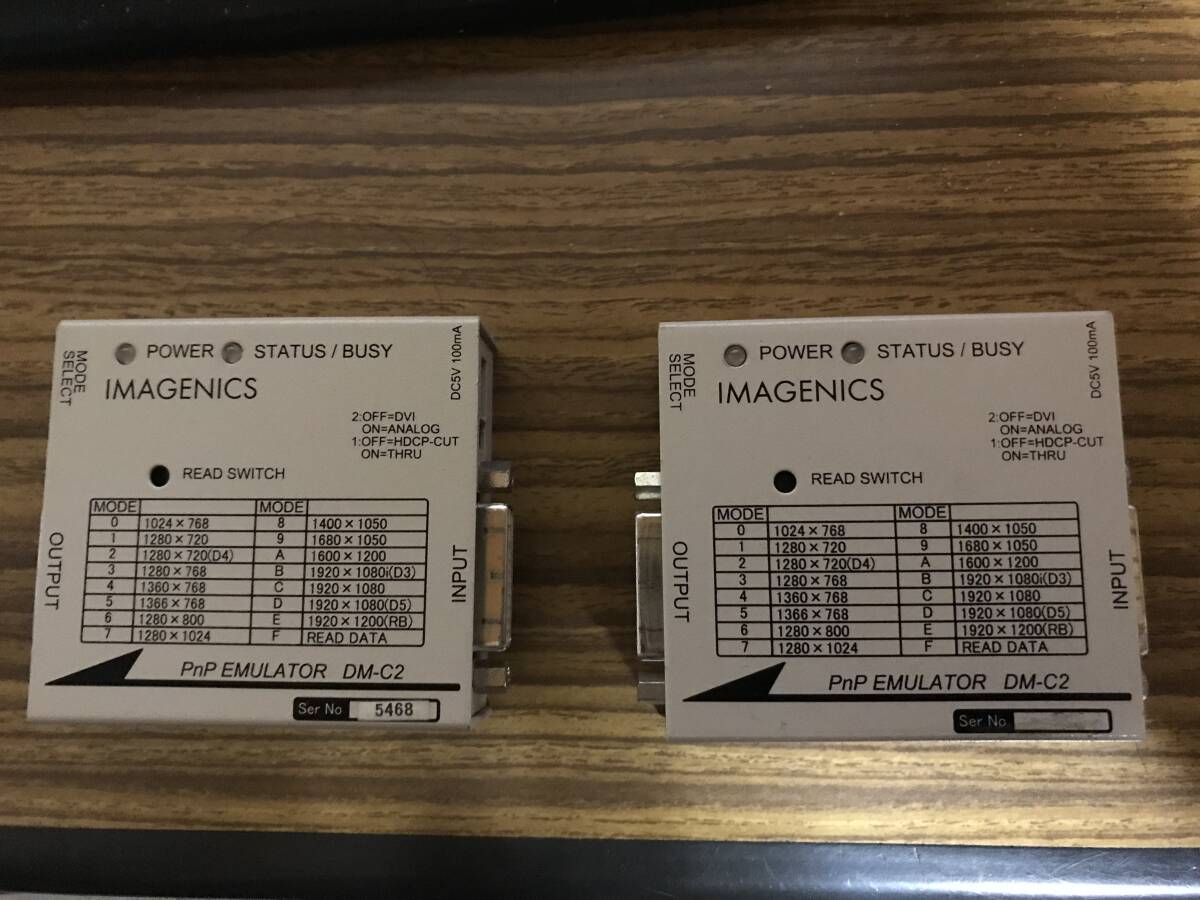 MODE
SELECT
POWER STATUS / BUSY
DC5V 100mA
IMAGENICS
2:OFF=DVI
ON=ANALOG
1:OFF=HDCP-CUT
ON=THRU
READ SWITCH
OUTPUT
INPUT
MODE MODE
0 1024×768 8 1400×1050
1 1280×720 9 1680×1050
2 1280×720(D4) A 1600×1200
3 1280×768 B 1920×1080i(D3)
4 1360×768 C 1920×1080
5 1366×768 D 1920×1080(D5)
6 1280×800 E 1920×1200(RB)
7 1280×1024 F READ DATA
PnP EMULATOR DM-C2
Ser No 5468
MODE
SELECT
POWER STATUS / BUSY
DC5V 100mA
IMAGENICS
2:OFF=DVI
ON=ANALOG
1:OFF=HDCP-CUT
ON=THRU
READ SWITCH
OUTPUT
INPUT
MODE MODE
0 1024×768 8 1400×1050
1 1280×720 9 1680×1050
2 1280×720(D4) A 1600×1200
3 1280×768 B 1920×1080i(D3)
4 1360×768 C 1920×1080
5 1366×768 D 1920×1080(D5)
6 1280×800 E 1920×1200(RB)
7 1280×1024 F READ DATA
PnP EMULATOR DM-C2
Ser No.